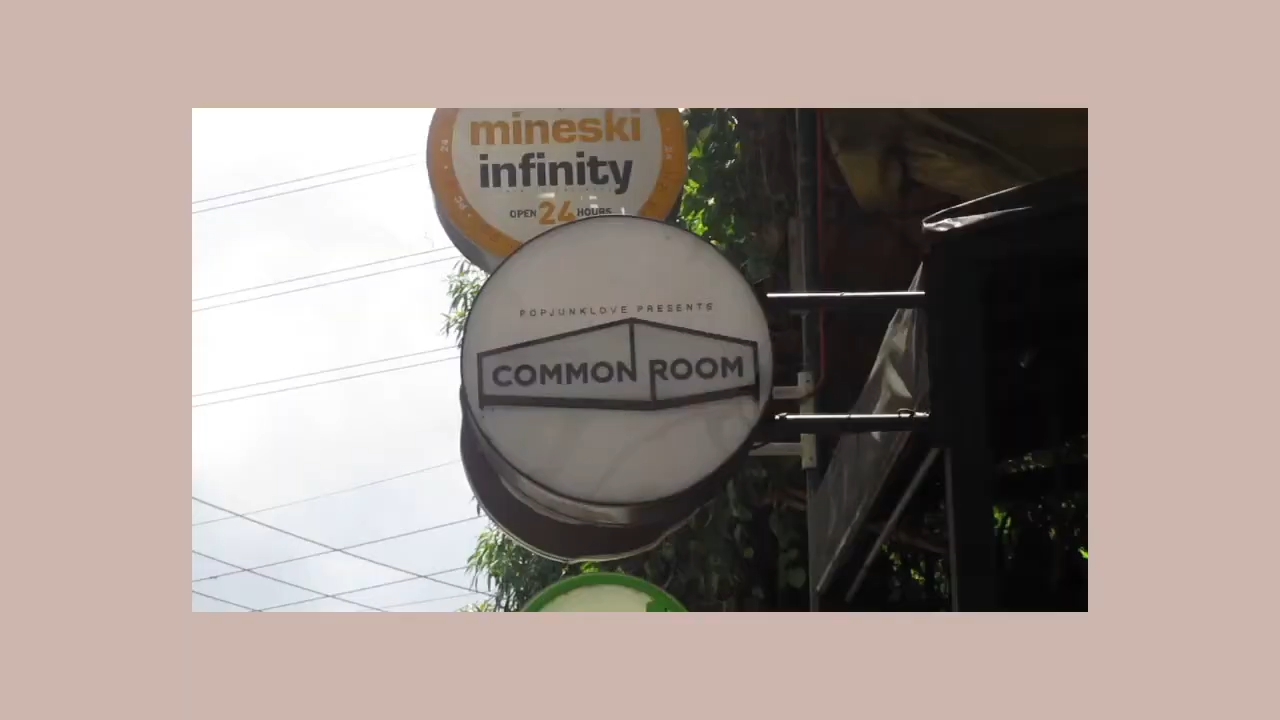 mineski
infinity
OPEN 24 HOURS
POPJUNKLOVE PRESENTS
COMMON ROOM